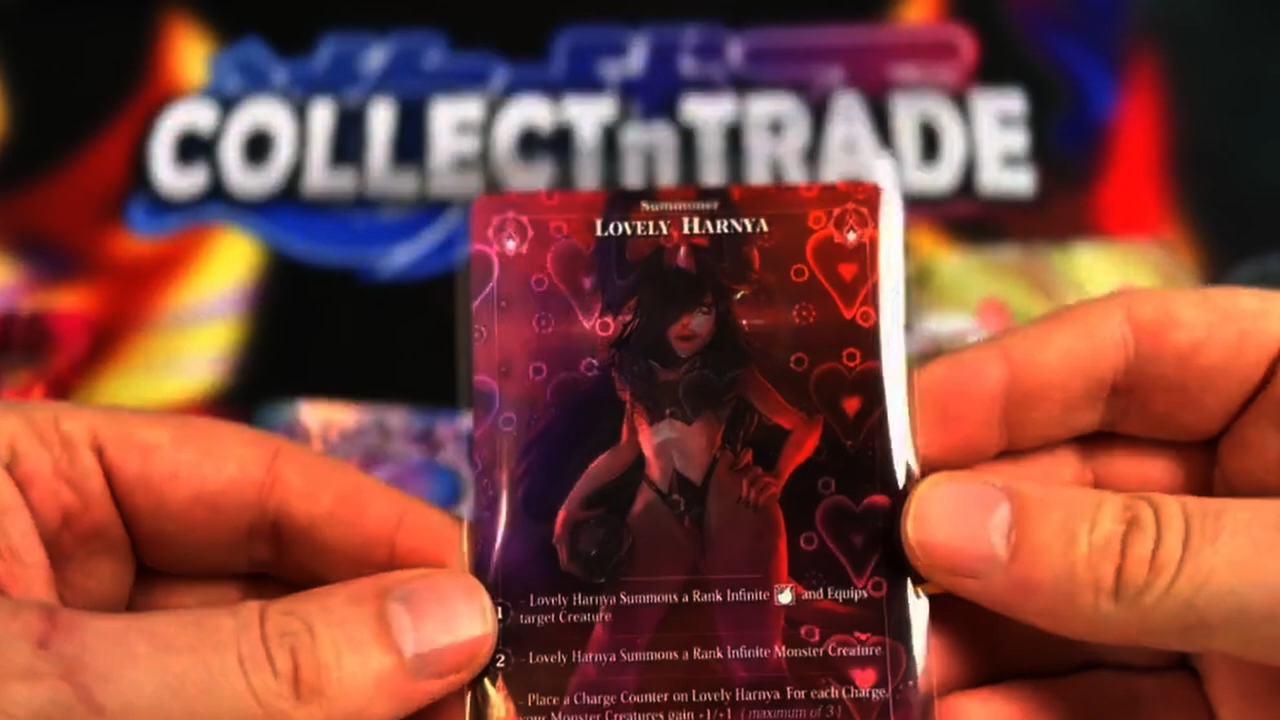 COLLECTnTRADE
Summoner
LOVELY HARNYA
- Lovely Harnya Summons a Rank Infinite and Equips
1
target Creature
2 - Lovely Harnya Summons a Rank Infinite Monster Creature
- Place a Charge Counter on Lovely Harnya. For each Charge,
your Monster Creatures gain +1/+1 (maximum of 3)